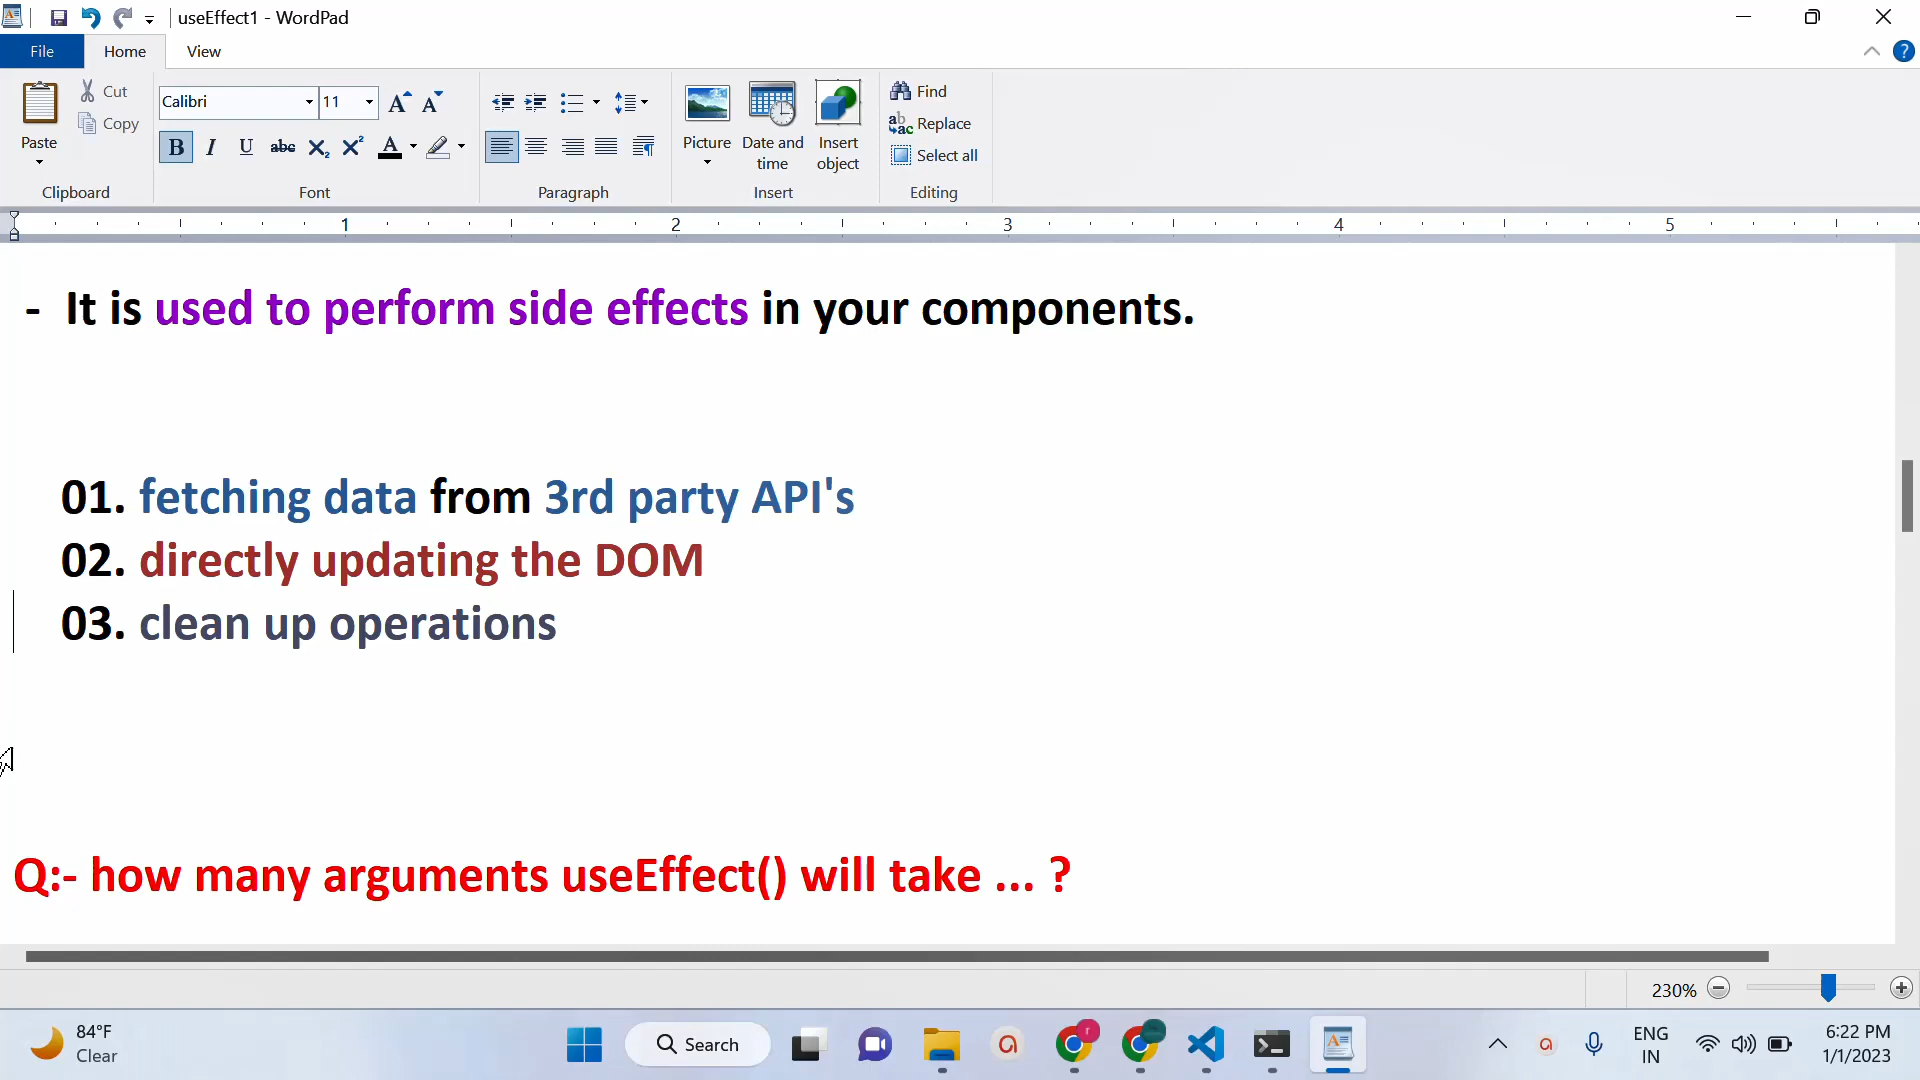 useEffect1 - WordPad
File
Home
View
Paste
Cut
Copy
Clipboard
Calibri
11
B I U abc X₂ X² A
Font
Paragraph
Picture
Date and time
Insert object
Insert
Find
Replace
Select all
Editing
1 2 3 4 5
- It is used to perform side effects in your components.
01. fetching data from 3rd party API's
02. directly updating the DOM
03. clean up operations
Q:- how many arguments useEffect() will take ... ?
230%
84°F
Clear
Search
ENG
IN
6:22 PM
1/1/2023